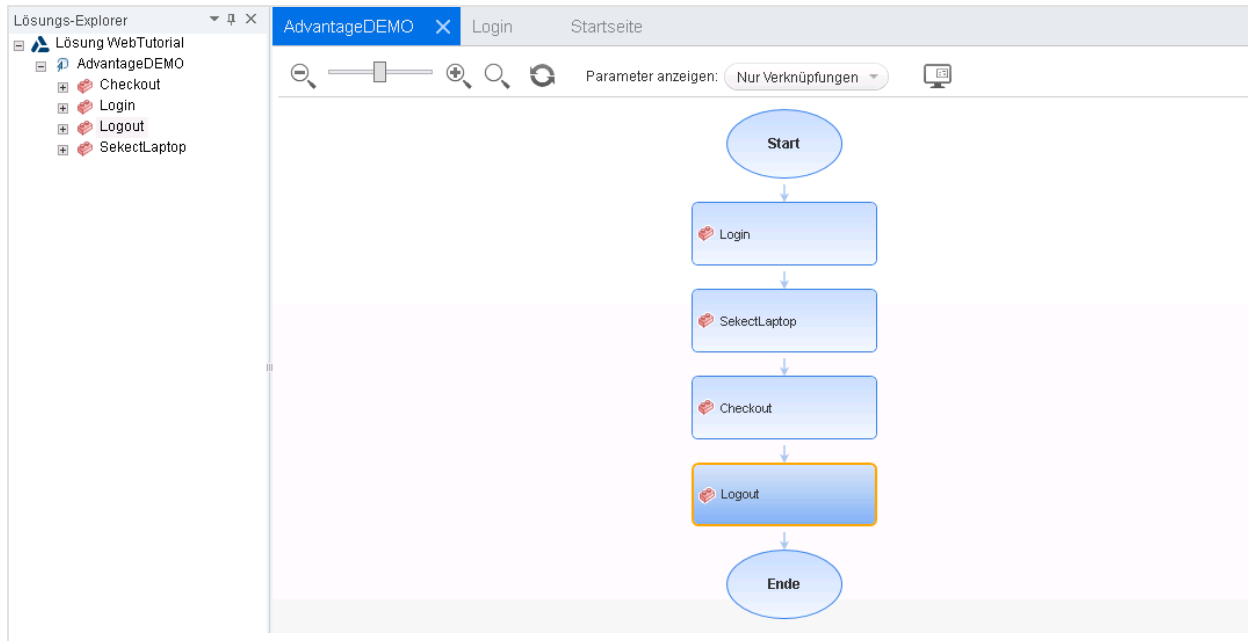 Lösungs-Explorer
Lösung WebTutorial
AdvantageDEMO
Checkout
Login
Logout
SekectLaptop
AdvantageDEMO Login Startseite
Parameter anzeigen: Nur Verknüpfungen
Start
Login
SekectLaptop
Checkout
Logout
Ende